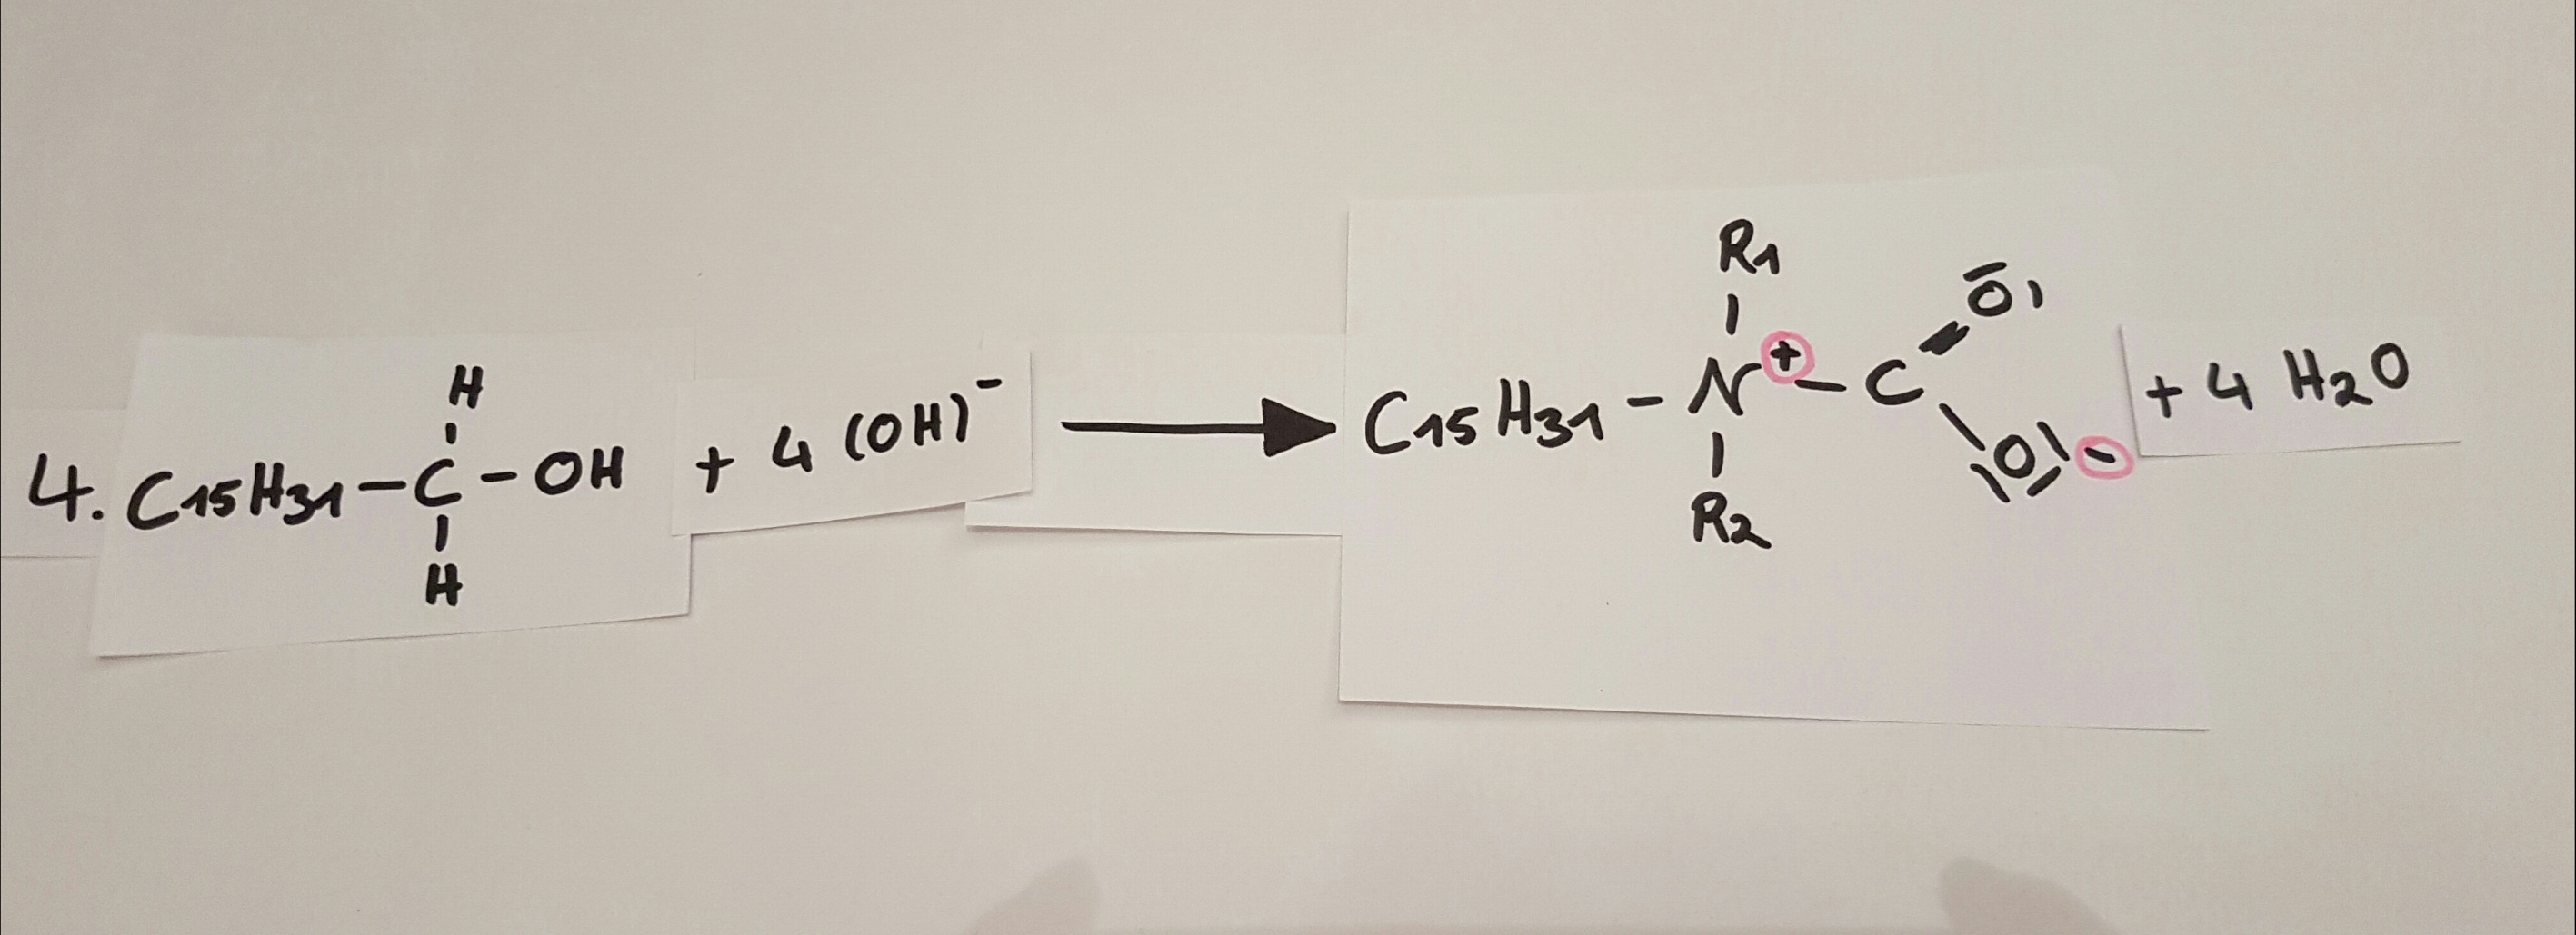 R1
H
4. C15H31-C-OH + 4 (OH)⁻ → C15H31-N⁺-C=O + 4 H2O
O⁻
H
R2